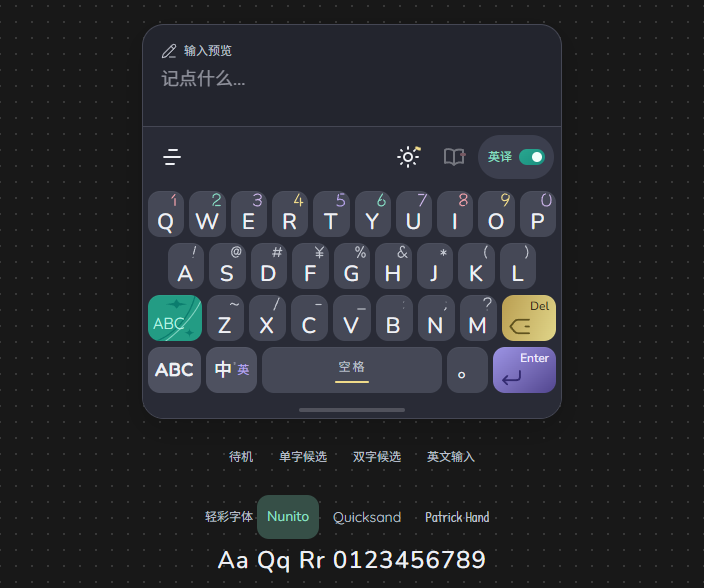 输入预览
记点什么...
英译
1 2 3 4 5 6 7 8 9 0
Q W E R T Y U I O P
! @ # ¥ % & * ( )
A S D F G H J K L
~ / - _ : ; ? Del
ABC Z X C V B N M
ABC 中·英 空格 。 Enter
待机 单字候选 双字候选 英文输入
轻彩字体 Nunito Quicksand Patrick Hand
Aa Qq Rr 0123456789